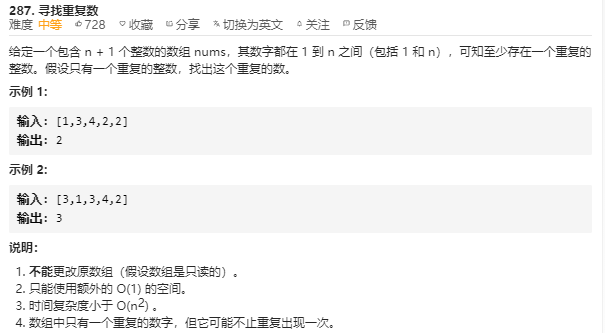 287. 寻找重复数
难度 中等 728 收藏 分享 切换为英文 关注 反馈
给定一个包含 n + 1 个整数的数组 nums，其数字都在 1 到 n 之间（包括 1 和 n），可知至少存在一个重复的
整数。假设只有一个重复的整数，找出这个重复的数。
示例 1:
输入: [1,3,4,2,2]
输出: 2
示例 2:
输入: [3,1,3,4,2]
输出: 3
说明：
1. 不能更改原数组（假设数组是只读的）。
2. 只能使用额外的 O(1) 的空间。
3. 时间复杂度小于 O(n2) 。
4. 数组中只有一个重复的数字，但它可能不止重复出现一次。